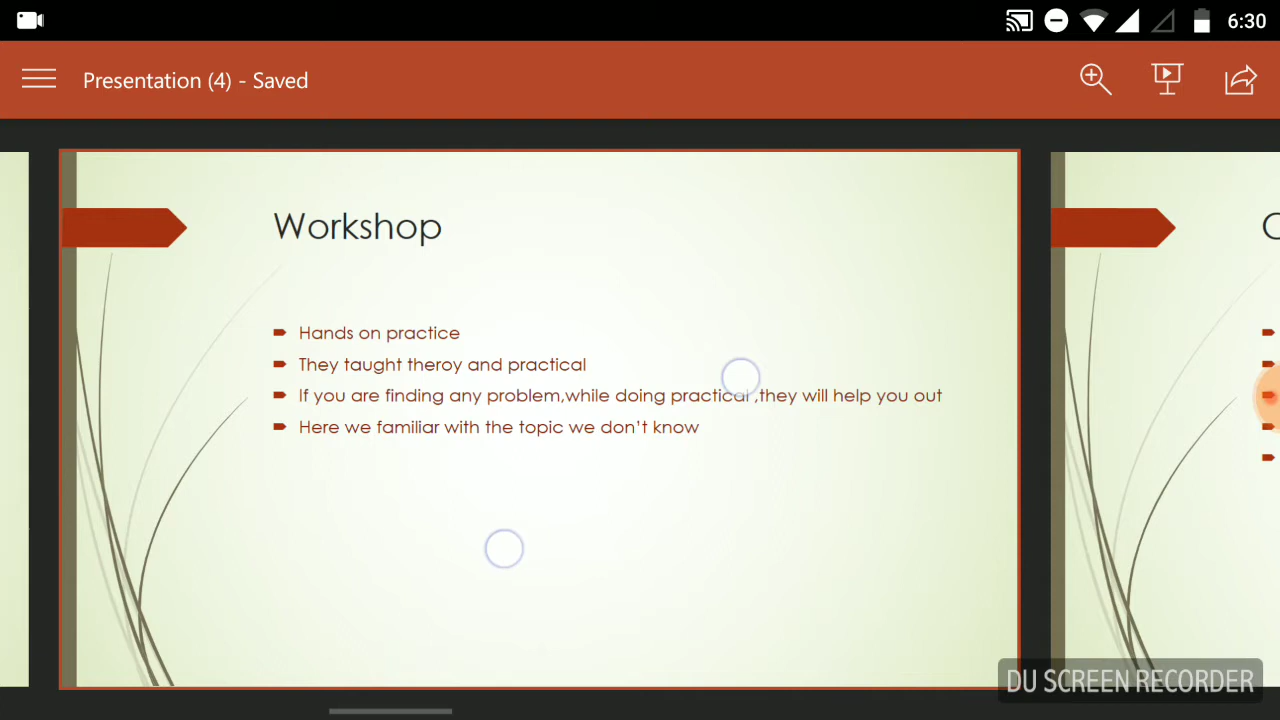 6:30
Presentation (4) - Saved
Workshop
Hands on practice
They taught theroy and practical
If you are finding any problem,while doing practical ,they will help you out
Here we familiar with the topic we don't know
DU SCREEN RECORDER